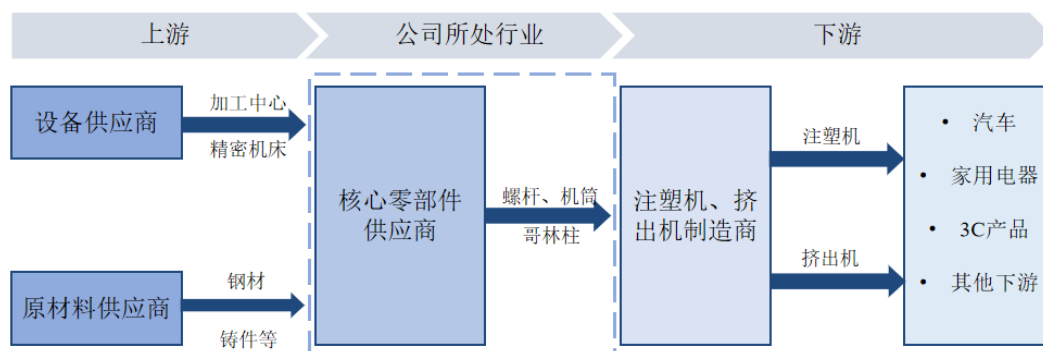 上游
公司所处行业
下游
设备供应商
加工中心
精密机床
原材料供应商
钢材
铸件等
核心零部件
供应商
螺杆、机筒
哥林柱
注塑机、挤
出机制造商
注塑机
挤出机
• 汽车
• 家用电器
• 3C产品
• 其他下游